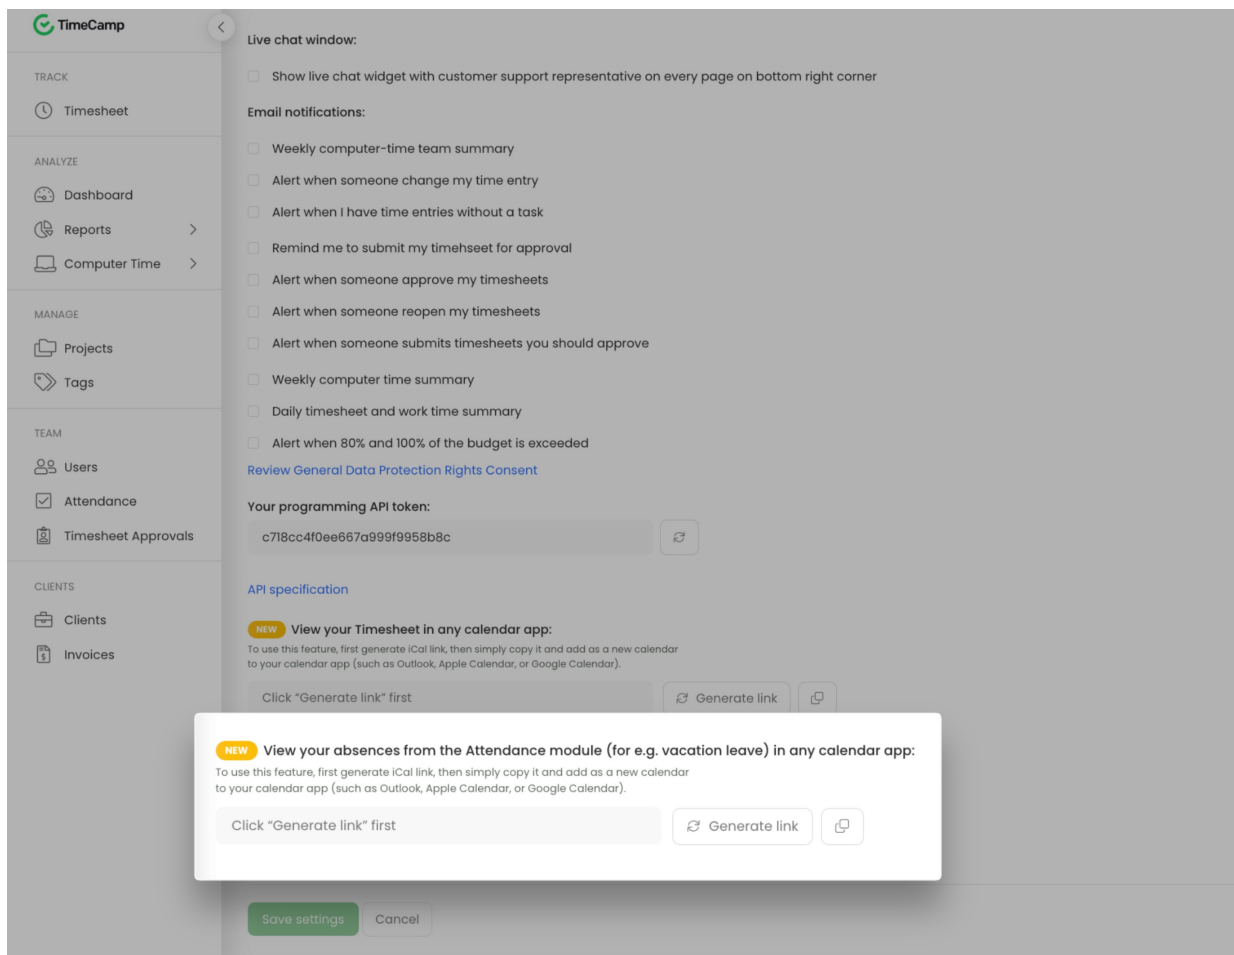 TimeCamp
TRACK
Timesheet
ANALYZE
Dashboard
Reports
Computer Time
MANAGE
Projects
Tags
TEAM
Users
Attendance
Timesheet Approvals
CLIENTS
Clients
Invoices
Live chat window:
Show live chat widget with customer support representative on every page on bottom right corner
Email notifications:
Weekly computer-time team summary
Alert when someone change my time entry
Alert when I have time entries without a task
Remind me to submit my timehseet for approval
Alert when someone approve my timesheets
Alert when someone reopen my timesheets
Alert when someone submits timesheets you should approve
Weekly computer time summary
Daily timesheet and work time summary
Alert when 80% and 100% of the budget is exceeded
Review General Data Protection Rights Consent
Your programming API token:
c718cc4f0ee667a999f9958b8c
API specification
NEW View your Timesheet in any calendar app:
To use this feature, first generate iCal link, then simply copy it and add as a new calendar
to your calendar app (such as Outlook, Apple Calendar, or Google Calendar).
Click “Generate link” first Generate link
NEW View your absences from the Attendance module (for e.g. vacation leave) in any calendar app:
To use this feature, first generate iCal link, then simply copy it and add as a new calendar
to your calendar app (such as Outlook, Apple Calendar, or Google Calendar).
Click “Generate link” first Generate link
Save settings Cancel